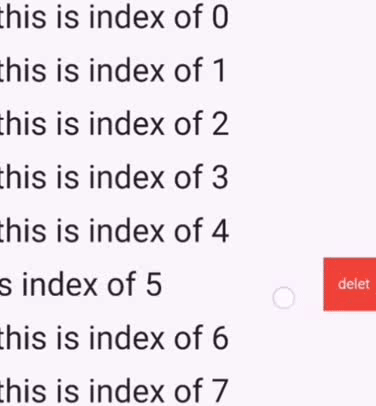 this is index of 0
this is index of 1
this is index of 2
this is index of 3
this is index of 4
s index of 5
delet
this is index of 6
this is index of 7